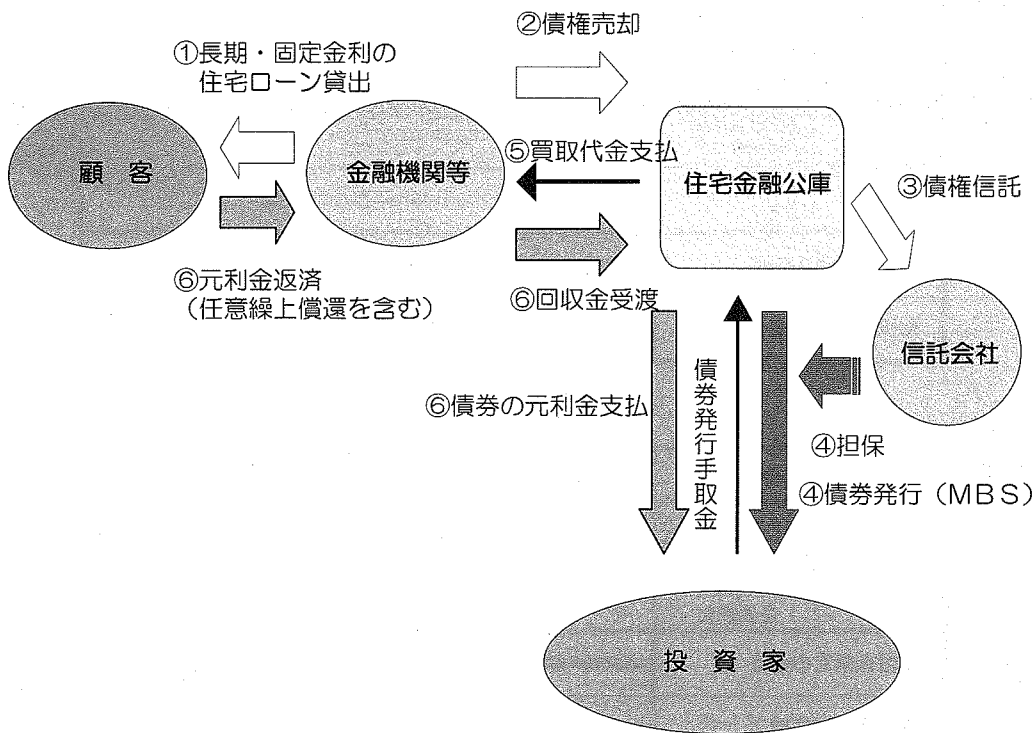 ②債権売却
①長期・固定金利の
住宅ローン貸出
顧 客
金融機関等
⑤買取代金支払
住宅金融公庫
③債権信託
⑥元利金返済
(任意繰上償還を含む)
⑥回収金受渡
信託会社
⑥債券の元利金支払
債券発行手取金
④担保
④債券発行(MBS)
投 資 家